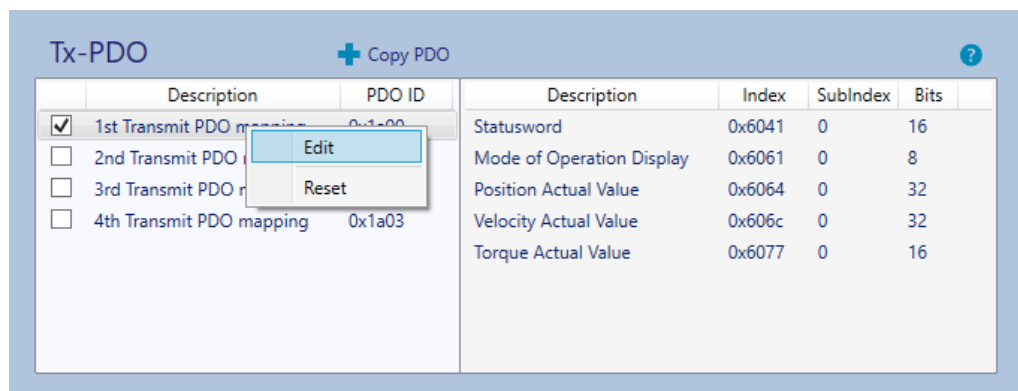 Tx-PDO Copy PDO ?
Description PDO ID Description Index SubIndex Bits
1st Transmit PDO mapping 0x1a00 Statusword 0x6041 0 16
Edit
2nd Transmit PDO Mode of Operation Display 0x6061 0 8
3rd Transmit PDO Reset Position Actual Value 0x6064 0 32
4th Transmit PDO mapping 0x1a03 Velocity Actual Value 0x606c 0 32
Torque Actual Value 0x6077 0 16